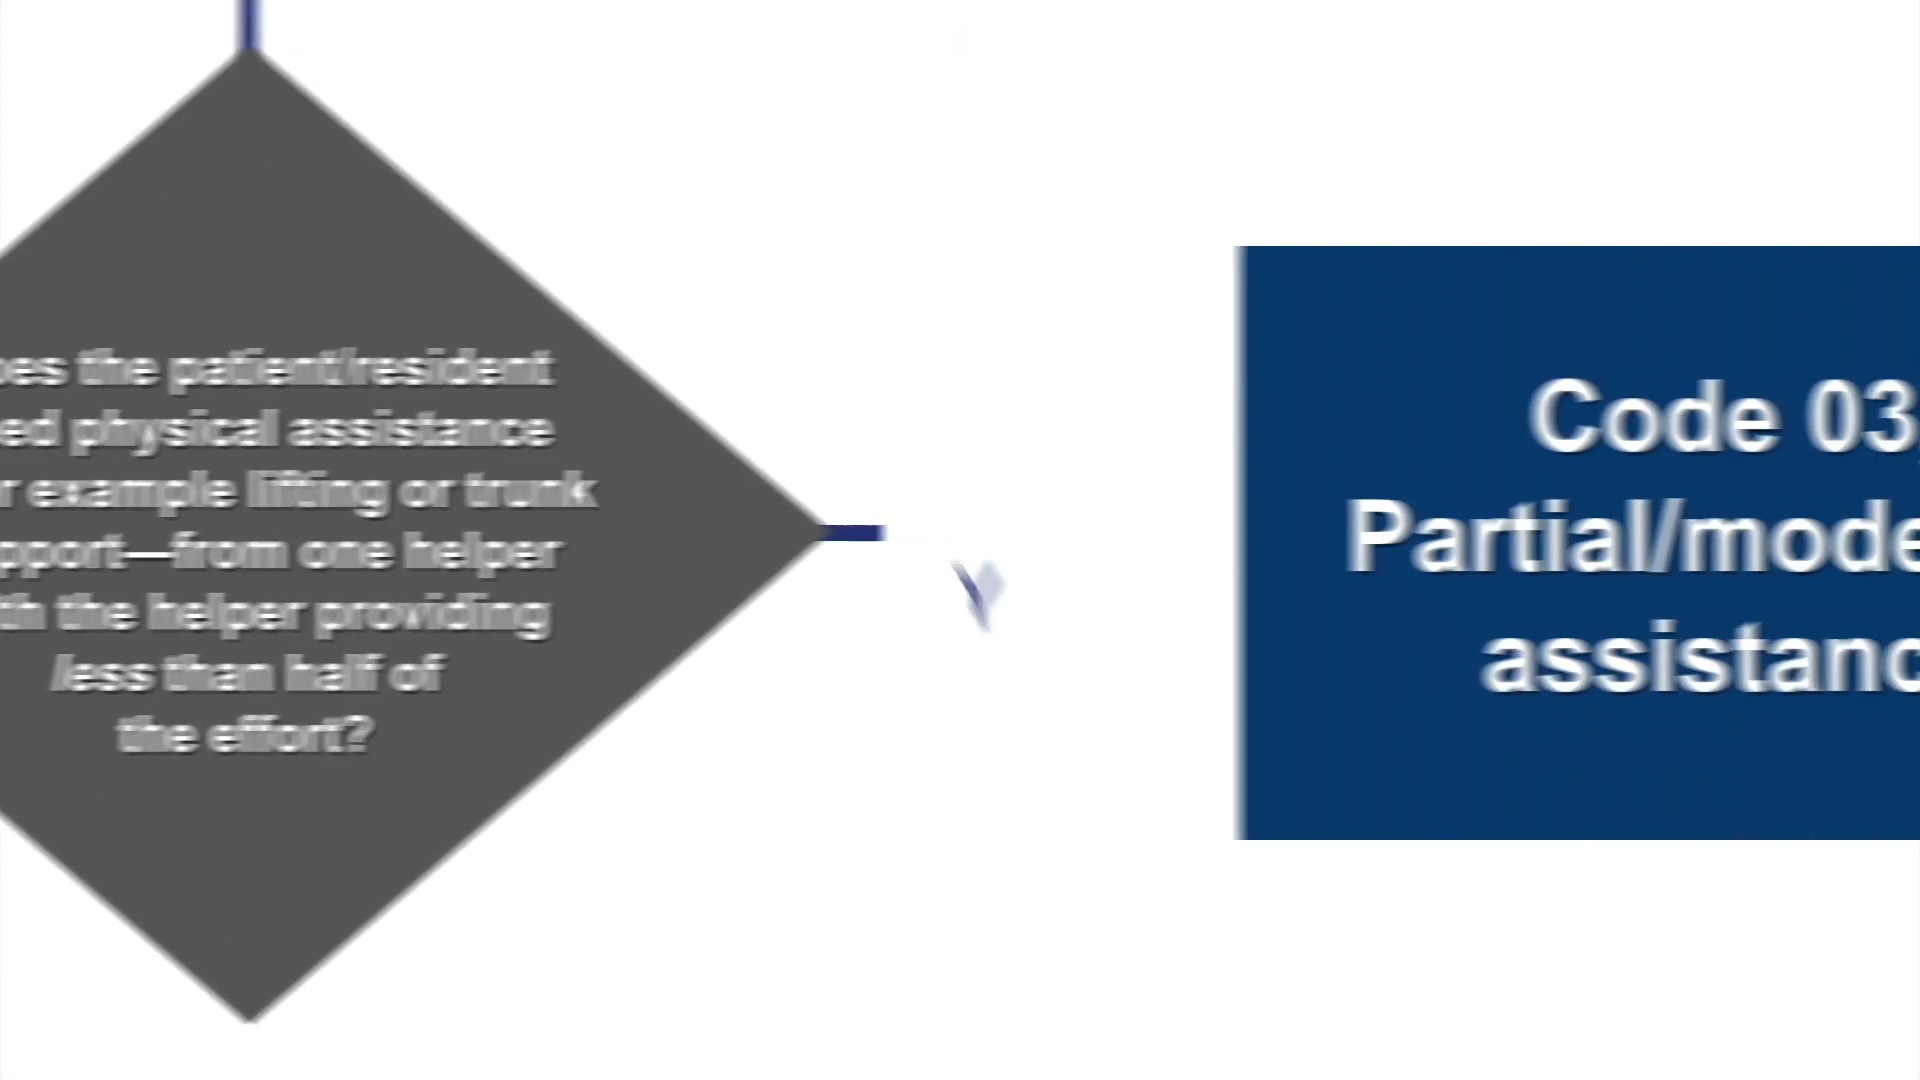 oes the patient/resident
ed physical assistance
r example lifting or trunk
pport—from one helper
th the helper providing
less than half of
the effort?
Code 03,
Partial/mode
assistanc